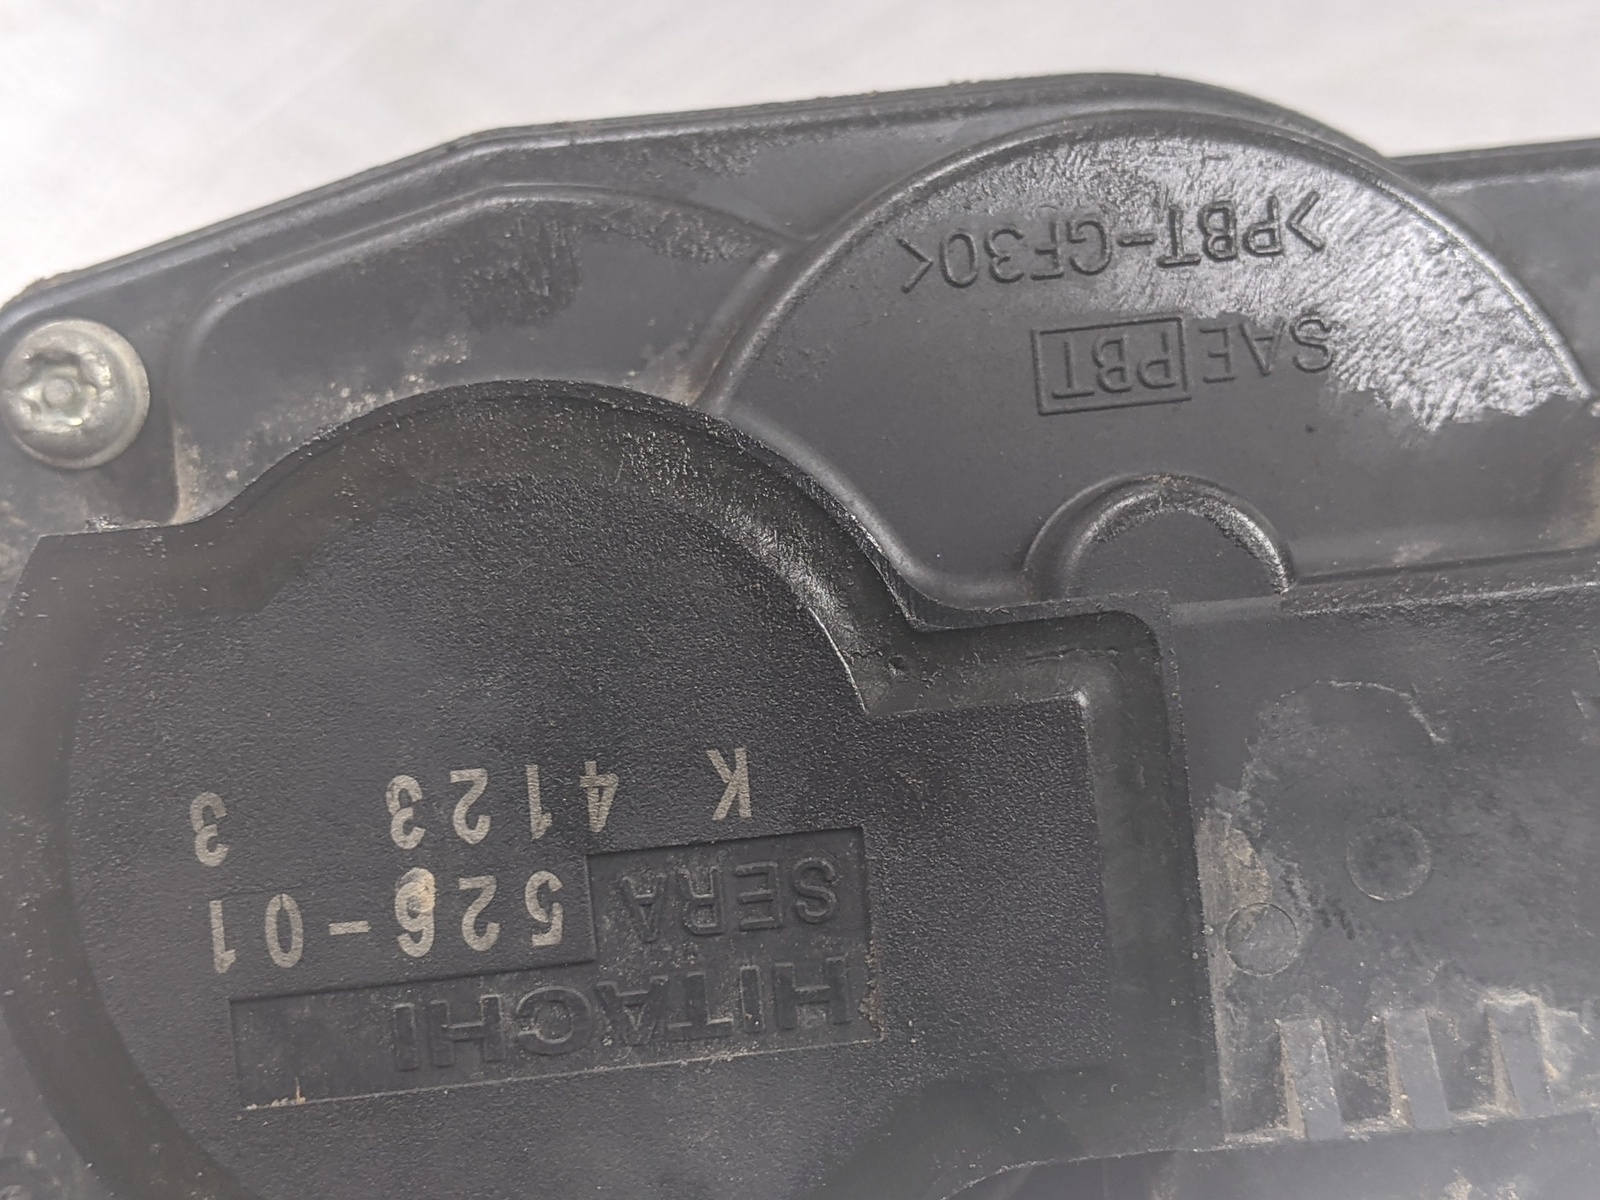 HITACHI
SERA 526-01
K 4123 3
SAE PBT
>PBT-GF30<